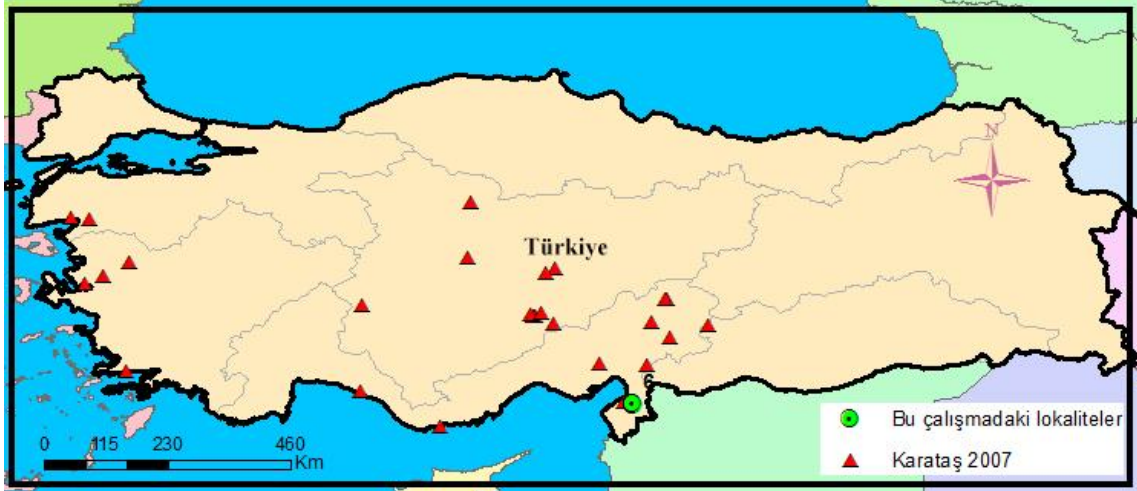 N
Türkiye
6
0 115 230 460
Km
Bu çalışmadaki lokaliteler
Karataş 2007